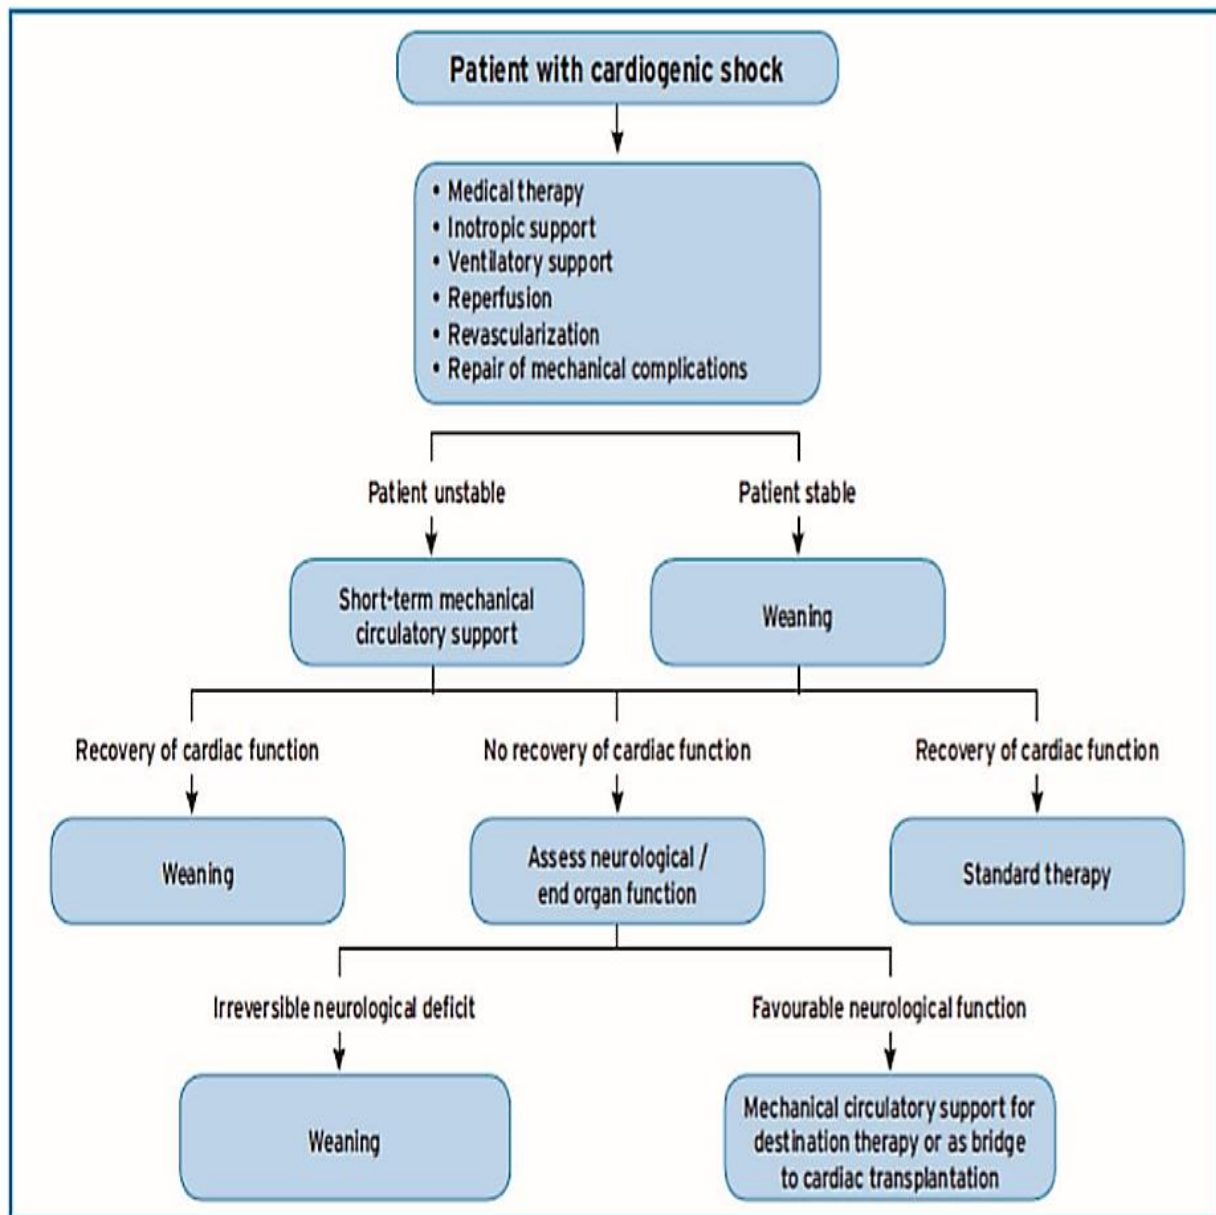 Patient with cardiogenic shock
• Medical therapy
• Inotropic support
• Ventilatory support
• Reperfusion
• Revascularization
• Repair of mechanical complications
Patient unstable
Patient stable
Short-term mechanical
circulatory support
Weaning
Recovery of cardiac function
No recovery of cardiac function
Recovery of cardiac function
Weaning
Assess neurological /
end organ function
Standard therapy
Irreversible neurological deficit
Favourable neurological function
Weaning
Mechanical circulatory support for
destination therapy or as bridge
to cardiac transplantation